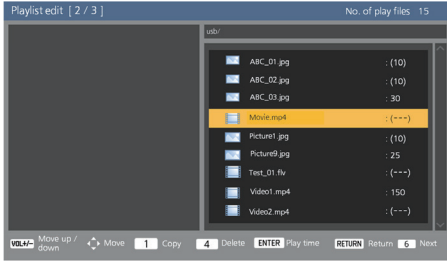 Playlist edit [ 2 / 3 ] No. of play files 15
usb/
ABC_01.jpg : (10)
ABC_02.jpg : (10)
ABC_03.jpg : 30
Movie.mp4 : (---)
Picture1.jpg : (10)
Picture9.jpg : 25
Test_01.flv : (---)
Video1.mp4 : 150
Video2.mp4 : (---)
VOL+/- Move up / down Move 1 Copy 4 Delete ENTER Play time RETURN Return 6 Next